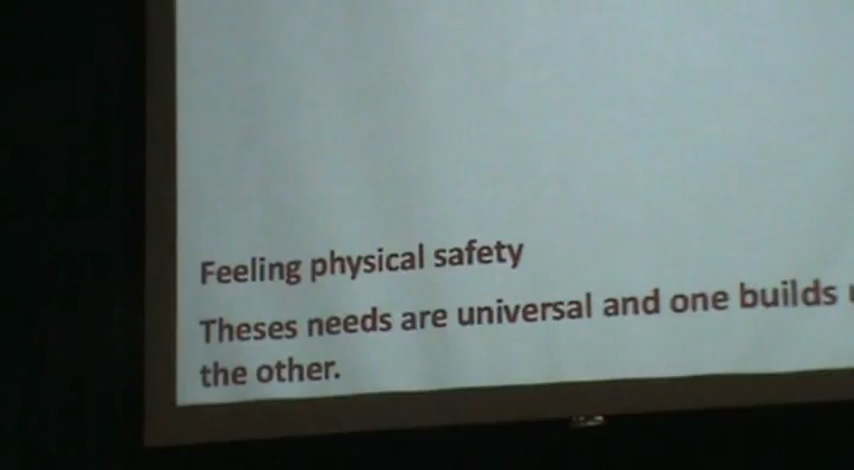 Feeling physical safety
Theses needs are universal and one builds
the other.